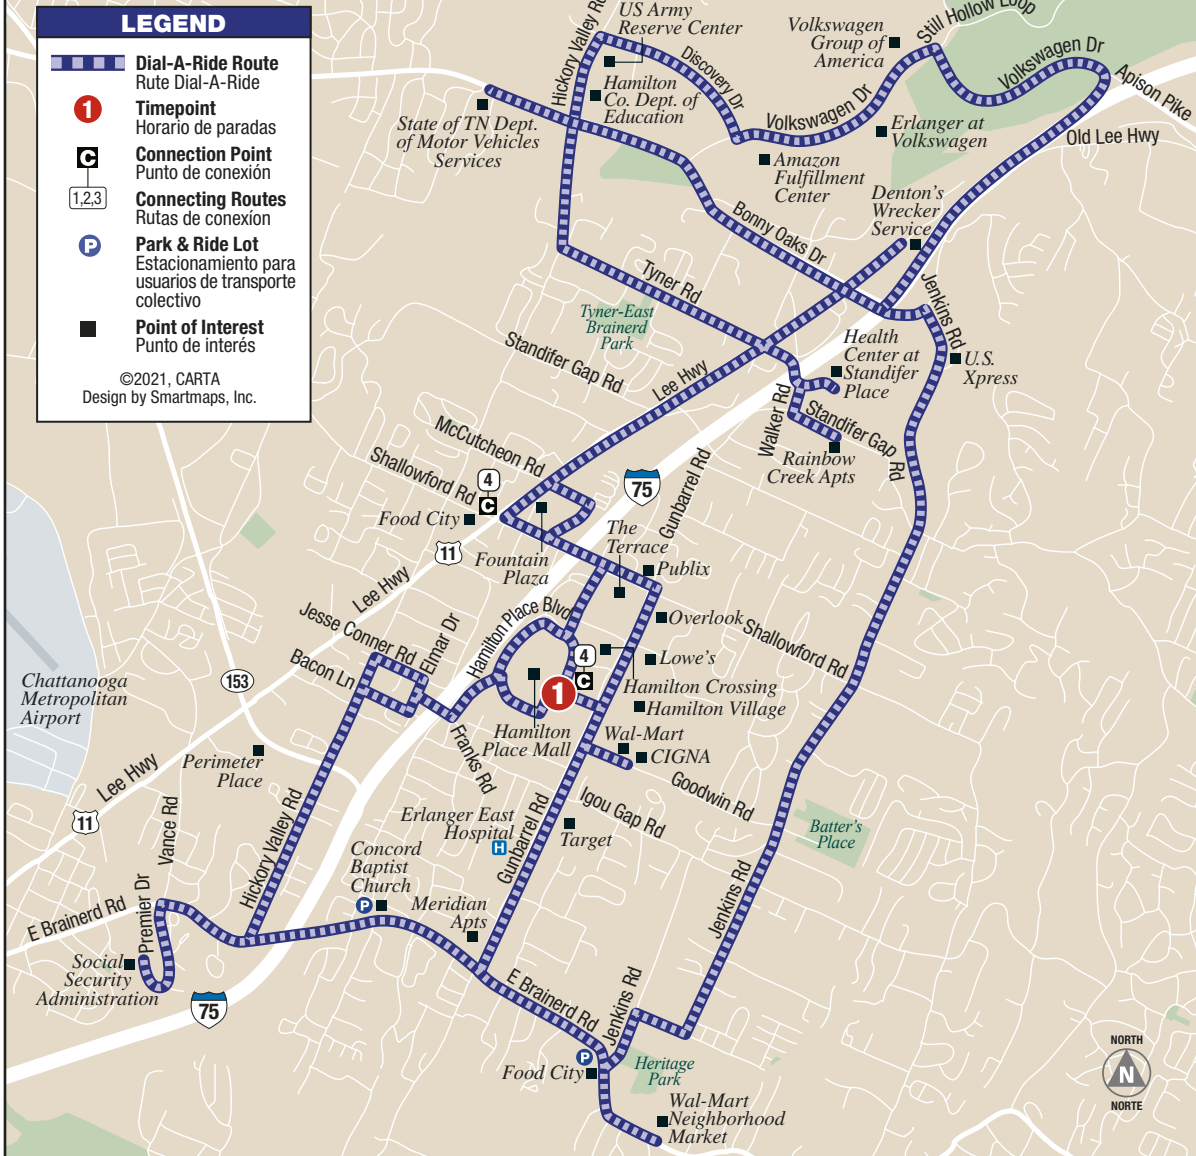 LEGEND
Dial-A-Ride Route
Rute Dial-A-Ride
1
Timepoint
Horario de paradas
C
Connection Point
Punto de conexión
1,2,3
Connecting Routes
Rutas de conexíon
P
Park & Ride Lot
Estacionamiento para
usuarios de transporte
colectivo
Point of Interest
Punto de interés
©2021, CARTA
Design by Smartmaps, Inc.
Hickory Valley Rd
US Army
Reserve Center
Hamilton
Co. Dept. of
Education
Discovery Dr
Volkswagen
Group of
America
Still Hollow Loop
Volkswagen Dr
Apison Pike
Old Lee Hwy
Volkswagen Dr
Erlanger at
Volkswagen
Amazon
Fulfillment
Center
State of TN Dept.
of Motor Vehicles
Services
Denton's
Wrecker
Service
Bonny Oaks Dr
Tyner Rd
Jenkins Rd
Tyner-East
Brainerd
Park
Standifer Gap Rd
Lee Hwy
Health
Center at
Standifer
Place
U.S.
Xpress
Walker Rd
Standifer Gap
Rd
Rainbow
Creek Apts
McCutcheon Rd
Shallowford Rd
4
C
75
Gunbarrel Rd
Food City
11
Fountain
Plaza
The
Terrace
Publix
Lee Hwy
Jesse Conner Rd
Elmar Dr
Hamilton Place Blvd
Overlook
Shallowford Rd
Bacon Ln
4
C
Lowe's
Hamilton Crossing
Hamilton Village
1
153
Chattanooga
Metropolitan
Airport
Hamilton
Place Mall
Wal-Mart
CIGNA
Franks Rd
Perimeter
Place
Goodwin Rd
Lee Hwy
11
Vance Rd
Igou Gap Rd
Erlanger East
Hospital
H
Target
Gunbarrel Rd
Batter's
Place
Hickory Valley Rd
Concord
Baptist
Church
P
Meridian
Apts
Jenkins Rd
E Brainerd Rd
Premier Dr
Social
Security
Administration
75
E Brainerd Rd
Jenkins Rd
P
Food City
Heritage
Park
Wal-Mart
Neighborhood
Market
NORTH
N
NORTE